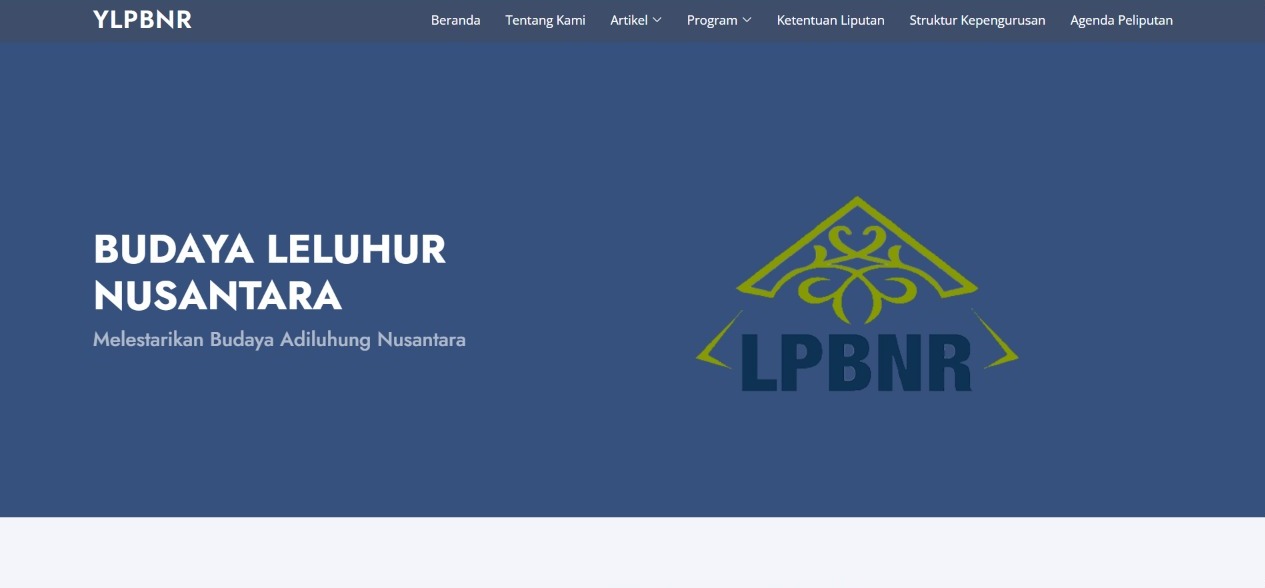 YLPBNR
Beranda Tentang Kami Artikel Program Ketentuan Liputan Struktur Kepengurusan Agenda Peliputan
BUDAYA LELUHUR
NUSANTARA
Melestarikan Budaya Adiluhung Nusantara
LPBNR